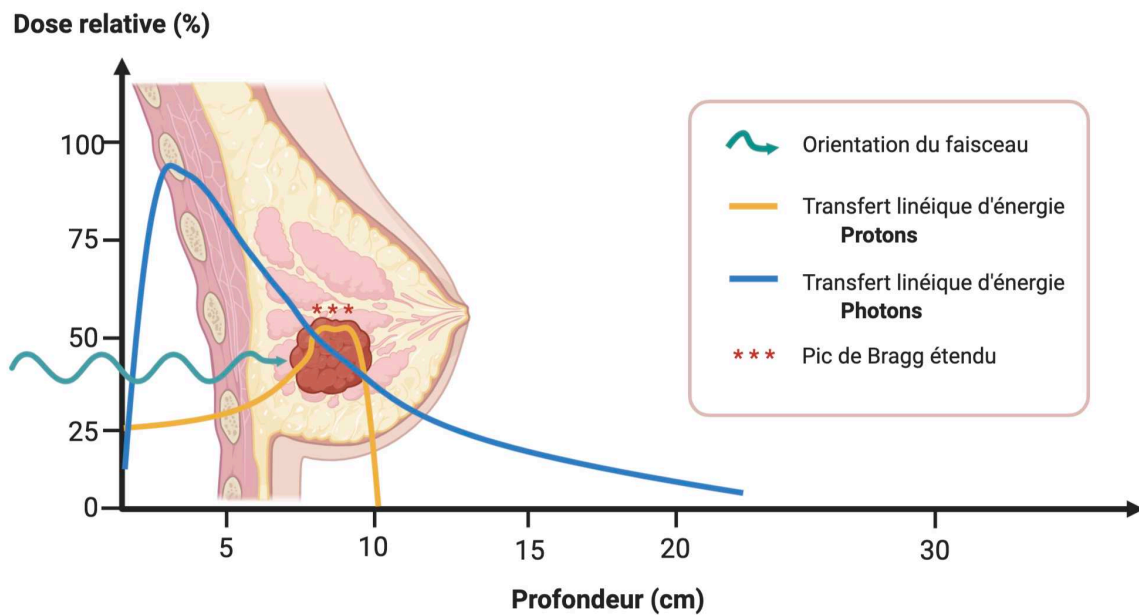 Dose relative (%)
100
75
50
25
0
5
10
15
20
30
Profondeur (cm)
***
Orientation du faisceau
Transfert linéique d'énergie
Protons
Transfert linéique d'énergie
Photons
*** Pic de Bragg étendu